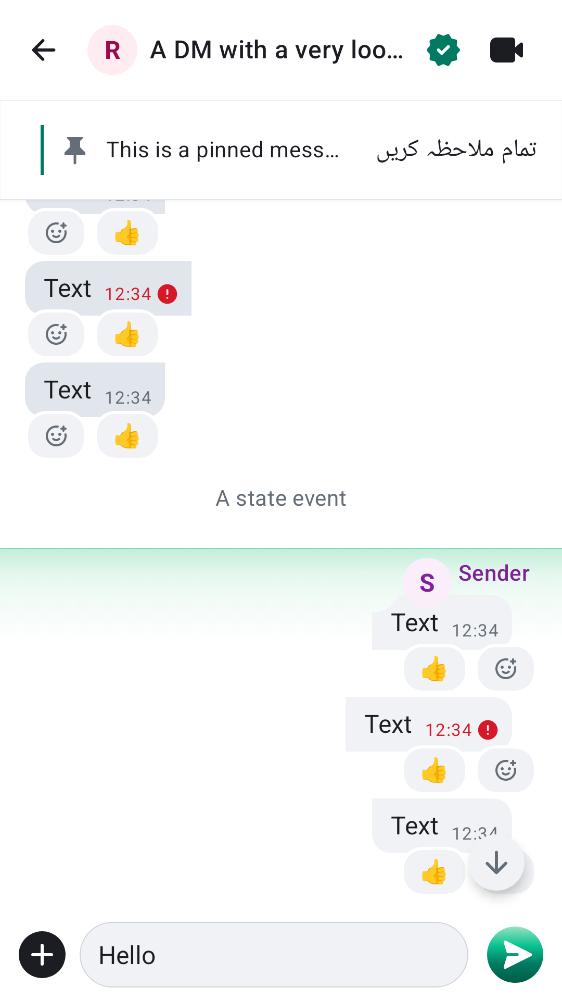 R
A DM with a very loo...
This is a pinned mess...
تمام ملاحظہ کریں
Text 12:34
Text 12:34
A state event
S
Sender
Text 12:34
Text 12:34
Text 12:34
Hello